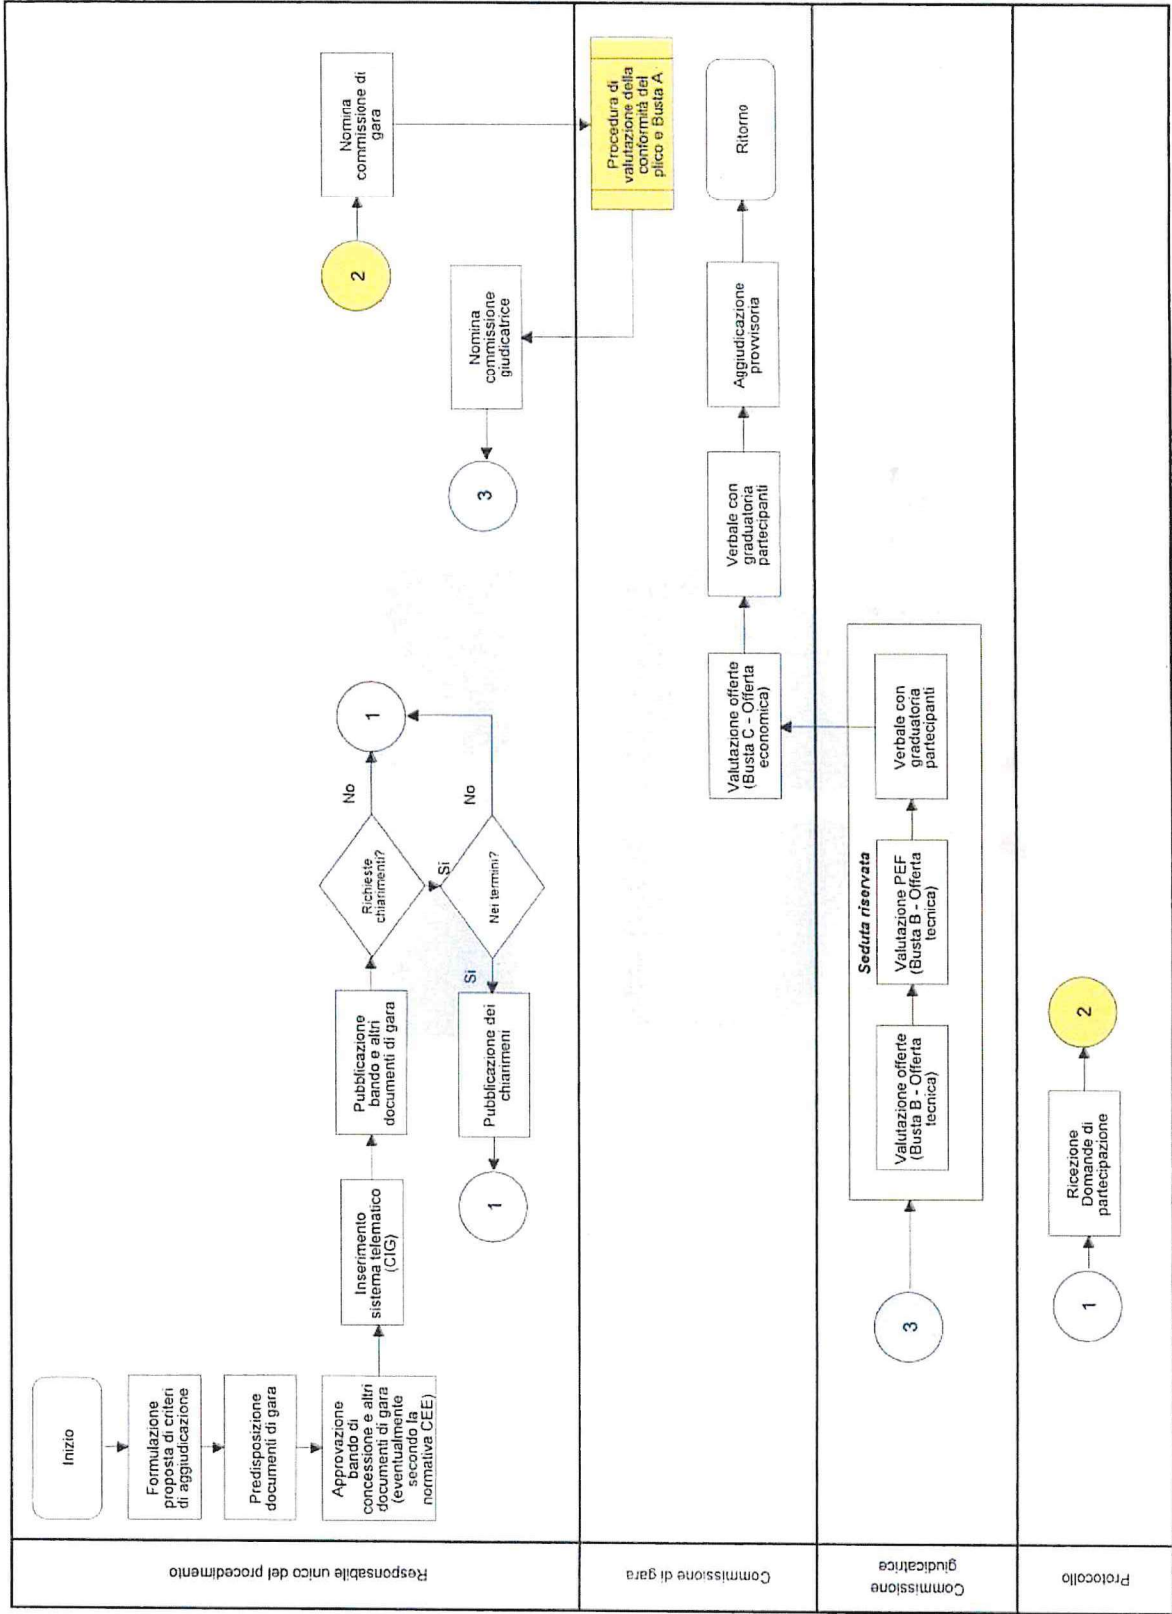 Responsabile unico del procedimento
Inizio
Formulazione
proposta di criteri
di aggiudicazione
Predisposizione
documenti di gara
Approvazione
bando di
concessione e altri
documenti di gara
(eventualmente
secondo la
normativa CEE)
Inserimento
sistema telematico
(CIG)
Pubblicazione
bando e altri
documenti di gara
Richieste
chiarimenti?
No
1
Si
Nei termini?
No
Si
Pubblicazione dei
chiarimeni
1
2
Nomina
commissione di
gara
Nomina
commissione
giudicatrice
3
Commissione di gara
Procedura di
valutazione della
conformità del
plico e Busta A
Valutazione offerte
(Busta C - Offerta
economica)
Verbale con
graduatoria
partecipanti
Aggiudicazione
provvisoria
Ritorno
Commissione
giudicatrice
3
Seduta riservata
Valutazione offerte
(Busta B - Offerta
tecnica)
Valutazione PEF
(Busta B - Offerta
tecnica)
Verbale con
graduatoria
partecipanti
Protocollo
1
Ricezione
Domande di
partecipazione
2